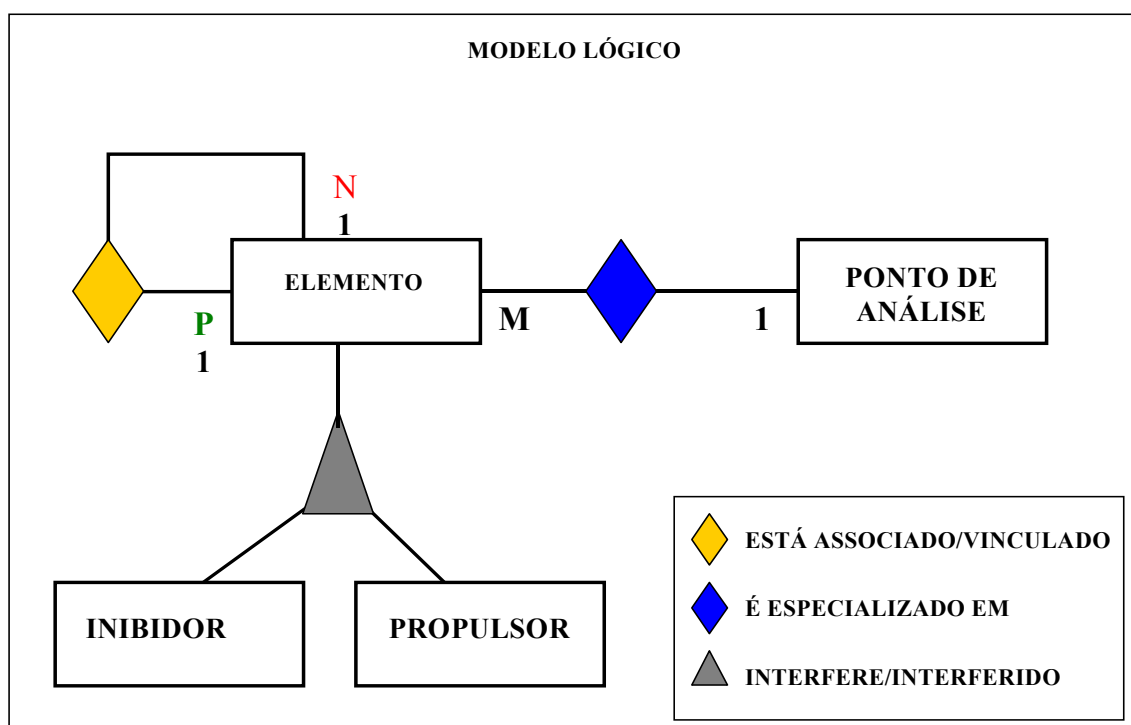 MODELO LÓGICO
N
1
ELEMENTO
P
1
M
1
PONTO DE
ANÁLISE
INIBIDOR
PROPULSOR
ESTÁ ASSOCIADO/VINCULADO
É ESPECIALIZADO EM
INTERFERE/INTERFERIDO